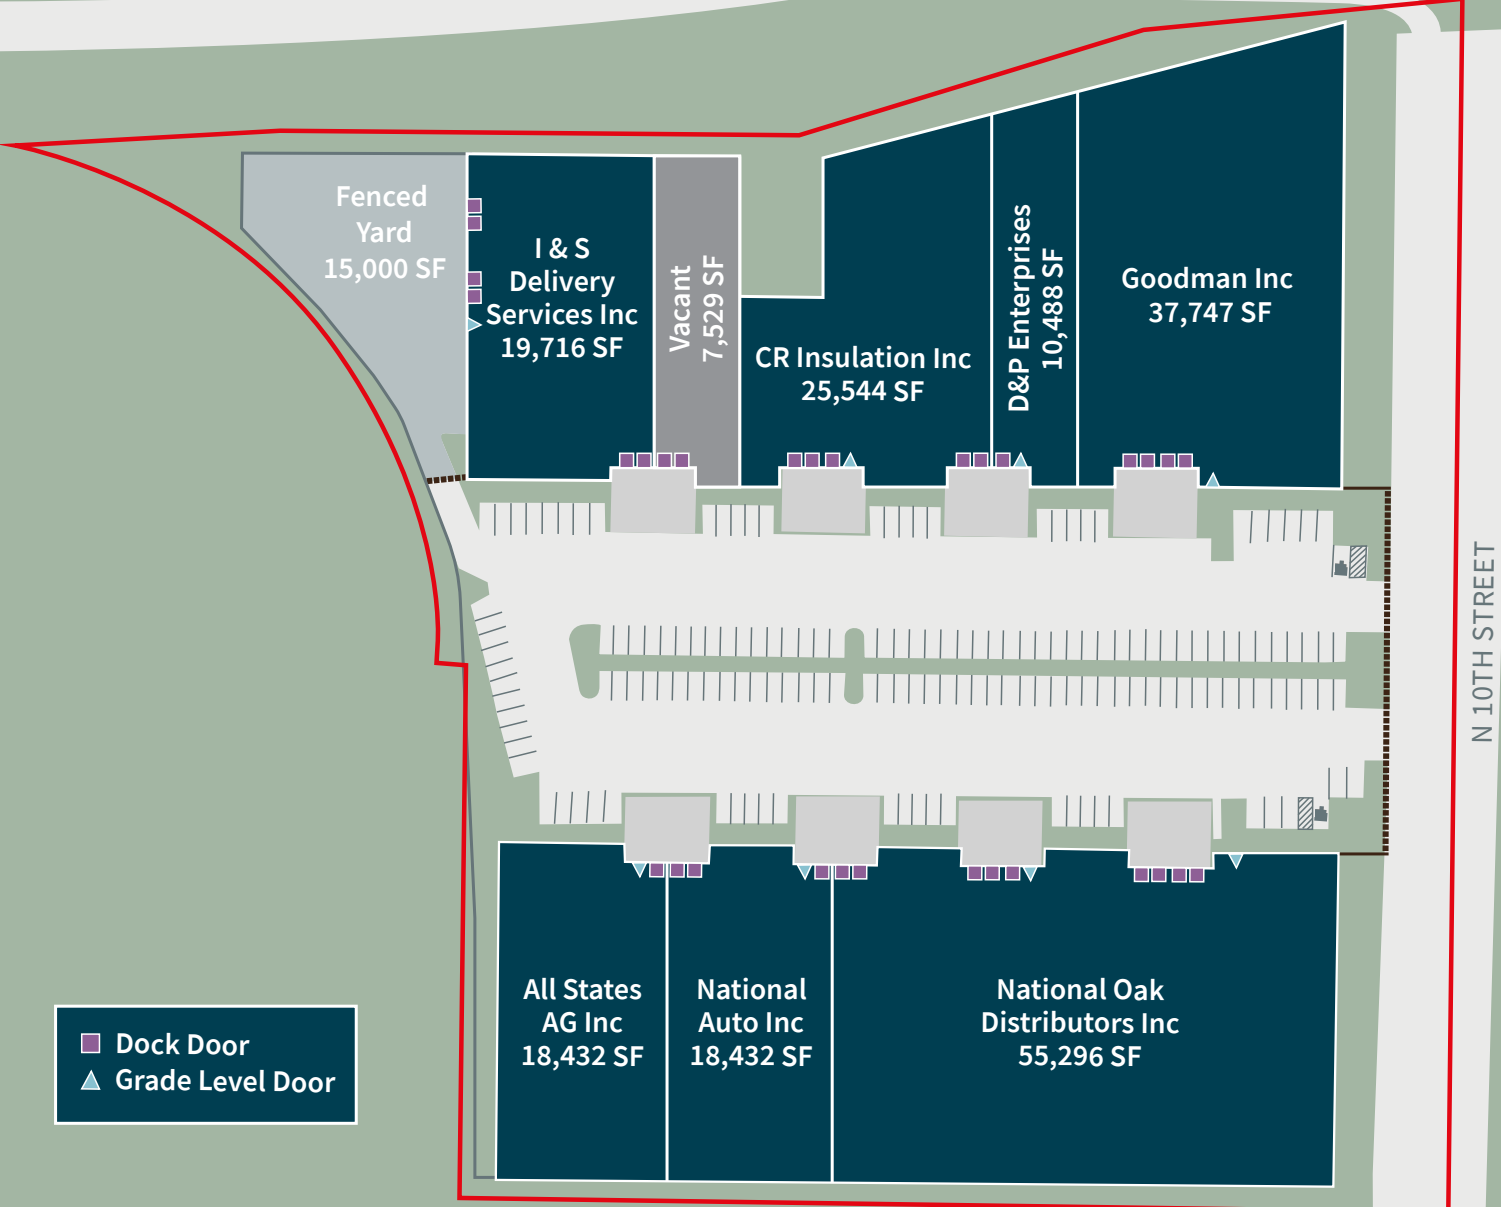 Fenced
Yard
15,000 SF
I & S
Delivery
Services Inc
19,716 SF
Vacant
7,529 SF
CR Insulation Inc
25,544 SF
D&P Enterprises
10,488 SF
Goodman Inc
37,747 SF
N 10TH STREET
All States
AG Inc
18,432 SF
National
Auto Inc
18,432 SF
National Oak
Distributors Inc
55,296 SF
Dock Door
Grade Level Door